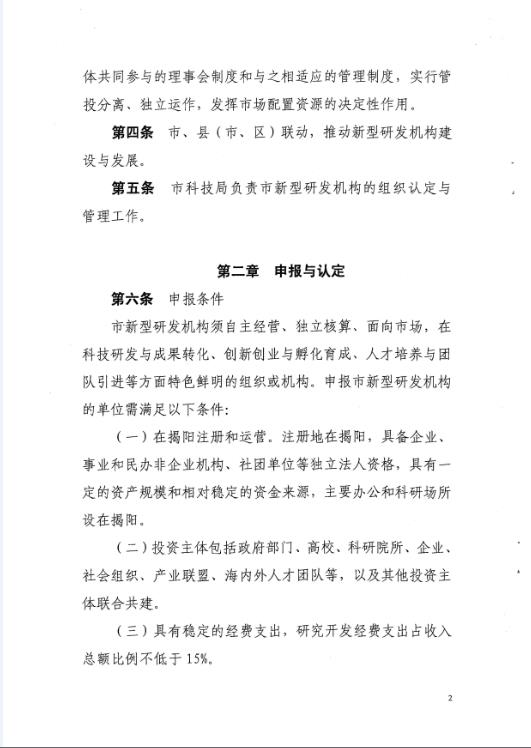 体共同参与的理事会制度和与之相适应的管理制度，实行管
投分离、独立运作，发挥市场配置资源的决定性作用。
第四条 市、县（市、区）联动，推动新型研发机构建
设与发展。
第五条 市科技局负责市新型研发机构的组织认定与
管理工作。
第二章 申报与认定
第六条 申报条件
市新型研发机构须自主经营、独立核算、面向市场，在
科技研发与成果转化、创新创业与孵化育成、人才培养与团
队引进等方面特色鲜明的组织或机构。申报市新型研发机构
的单位需满足以下条件：
（一）在揭阳注册和运营。注册地在揭阳，具备企业、
事业和民办非企业机构、社团单位等独立法人资格，具有一
定的资产规模和相对稳定的资金来源，主要办公和科研场所
设在揭阳。
（二）投资主体包括政府部门、高校、科研院所、企业、
社会组织、产业联盟、海内外人才团队等，以及其他投资主
体联合共建。
（三）具有稳定的经费支出，研究开发经费支出占收入
总额比例不低于 15%。
2